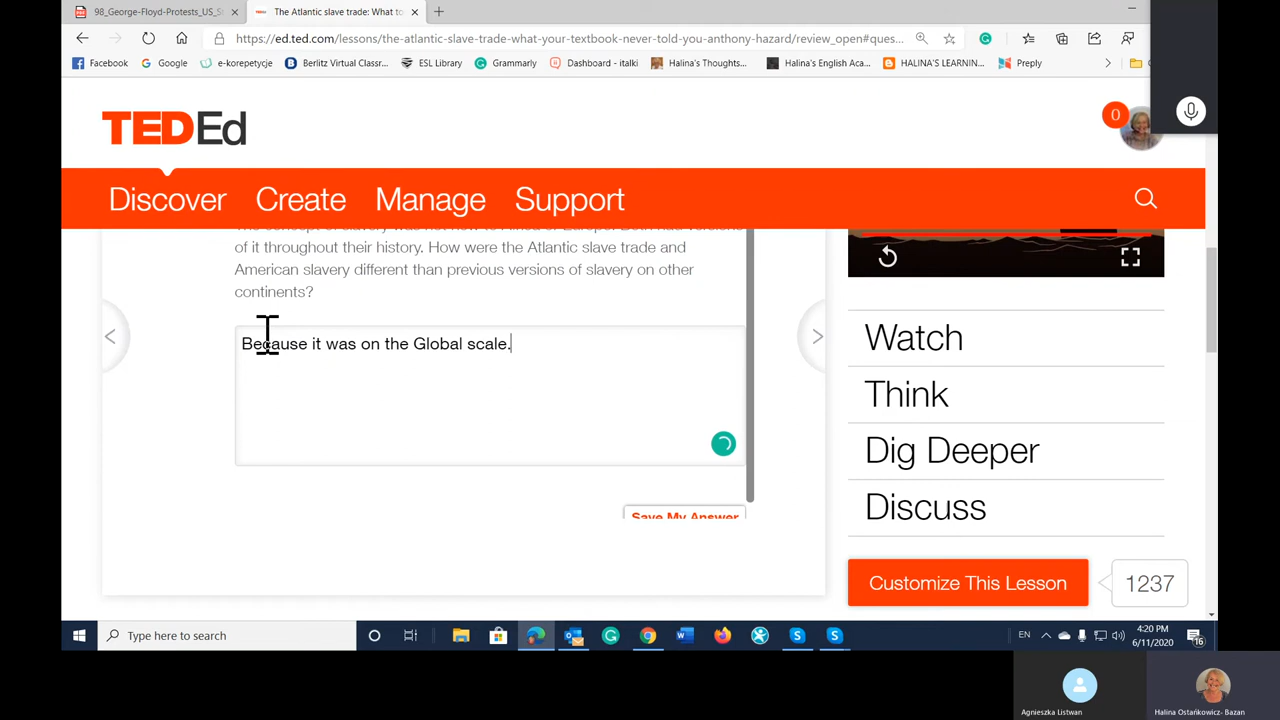 98_George-Floyd-Protests_US_S
The Atlantic slave trade: What to
https://ed.ted.com/lessons/the-atlantic-slave-trade-what-your-textbook-never-told-you-anthony-hazard/review_open#ques...
Facebook
Google
e-korepetycje
Berlitz Virtual Classr...
ESL Library
Grammarly
Dashboard - italki
Halina's Thoughts...
Halina's English Aca...
HALINA'S LEARNIN...
Preply
TEDEd
0
Discover
Create
Manage
Support
of it throughout their history. How were the Atlantic slave trade and
American slavery different than previous versions of slavery on other
continents?
Because it was on the Global scale.
Save My Answer
Watch
Think
Dig Deeper
Discuss
Customize This Lesson
1237
Type here to search
EN
4:20 PM
6/11/2020
16
Agnieszka Listwan
Halina Ostańkowicz- Bazan